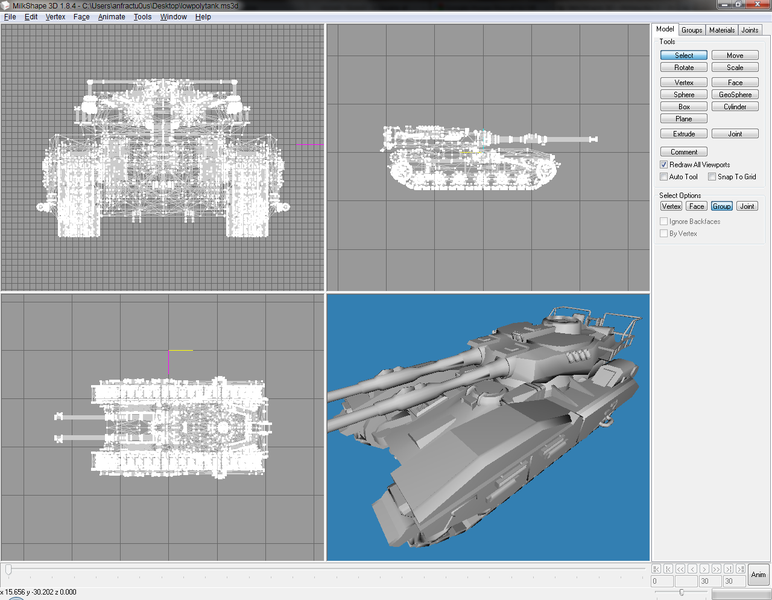 MilkShape 3D 1.8.4 - C:\Users\anfractu0us\Desktop\lowpolytank.ms3d
File Edit Vertex Face Animate Tools Window Help
Model Groups Materials Joints
Tools
Select Move
Rotate Scale
Vertex Face
Sphere GeoSphere
Box Cylinder
Plane
Extrude Joint
Comment
Redraw All Viewports
Auto Tool Snap To Grid
Select Options
Vertex Face Group Joint
Ignore Backfaces
By Vertex
0 30 30 Anim
x 15.656 y -30.202 z 0.000